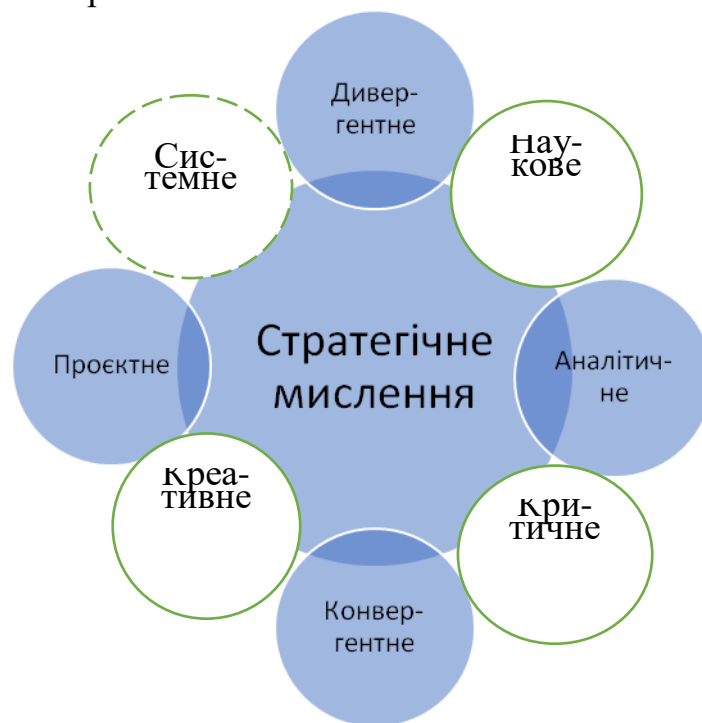 Дивер-
гентне
Сис-
темне
Нау-
кове
Стратегічне
мислення
Проєктне
Аналітич-
не
Креа-
тивне
Кри-
тичне
Конвер-
гентне